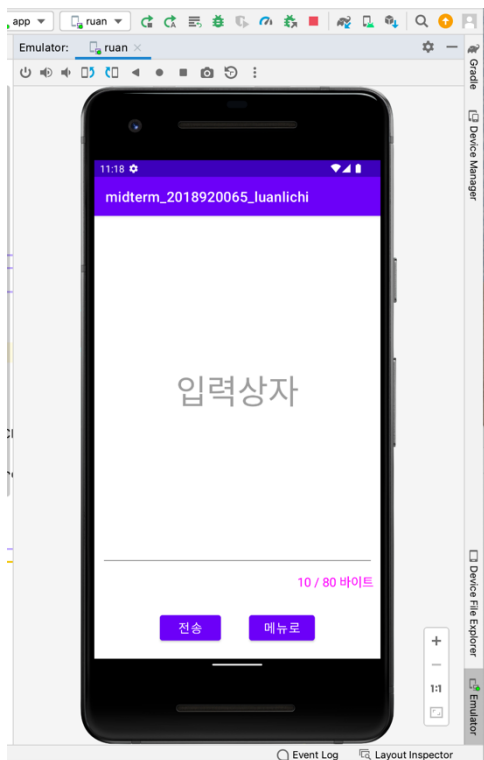 app ruan
Emulator: ruan
Gradle
Device Manager
11:18
midterm_2018920065_luanlichi
입력상자
10 / 80 바이트
전송 메뉴로
1:1
Device File Explorer
Emulator
Event Log Layout Inspector